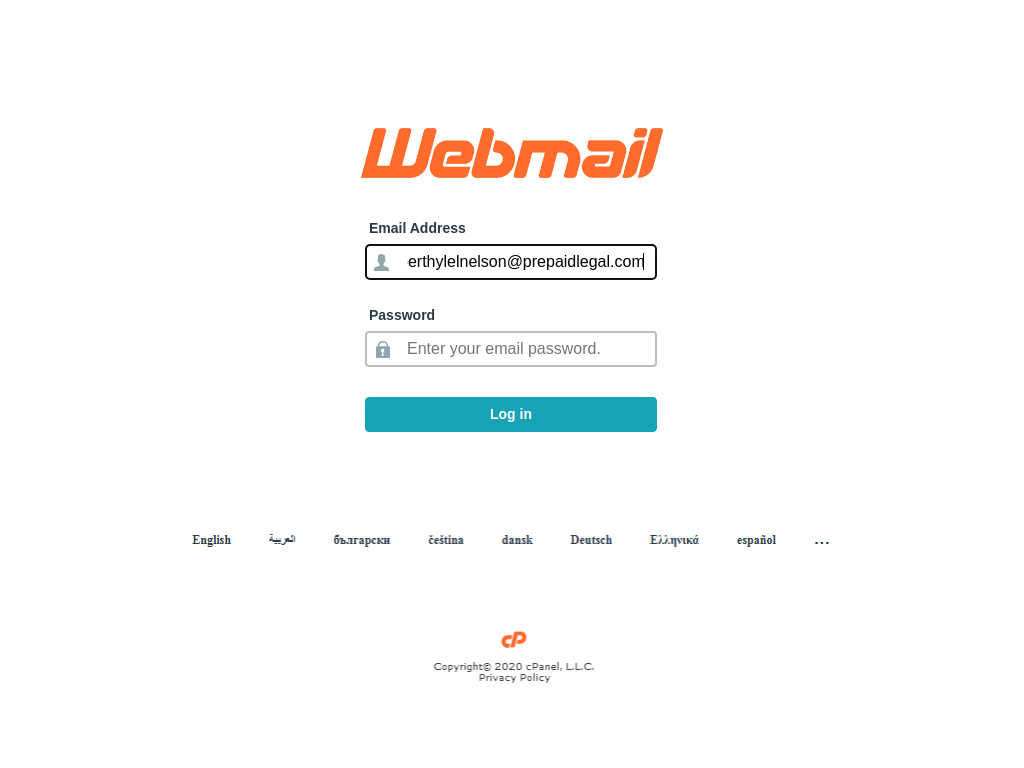 Webmail
Email Address
erthylelnelson@prepaidlegal.com
Password
Enter your email password.
Log in
English العربية български čeština dansk Deutsch Ελληνικά español ...
cP
Copyright© 2020 cPanel, L.L.C.
Privacy Policy